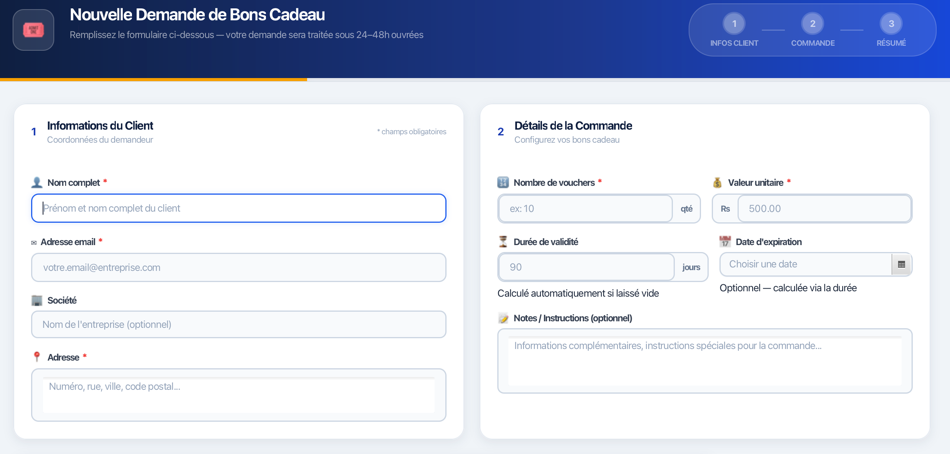 Nouvelle Demande de Bons Cadeau
Remplissez le formulaire ci-dessous — votre demande sera traitée sous 24–48h ouvrées
1 2 3
INFOS CLIENT COMMANDE RÉSUMÉ
1 Informations du Client
Coordonnées du demandeur
* champs obligatoires
Nom complet *
Prénom et nom complet du client
Adresse email *
votre.email@entreprise.com
Société
Nom de l'entreprise (optionnel)
Adresse *
Numéro, rue, ville, code postal...
2 Détails de la Commande
Configurez vos bons cadeau
Nombre de vouchers *
ex: 10 qté
Valeur unitaire *
Rs 500.00
Durée de validité
90 jours
Calculé automatiquement si laissé vide
Date d'expiration
Choisir une date
Optionnel — calculée via la durée
Notes / Instructions (optionnel)
Informations complémentaires, instructions spéciales pour la commande...